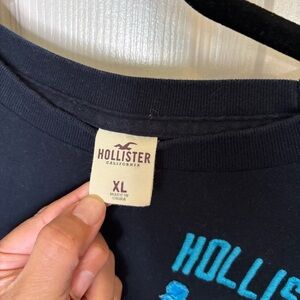 HOLLISTER
CALIFORNIA
XL
MADE IN
CHINA
HOLLIS